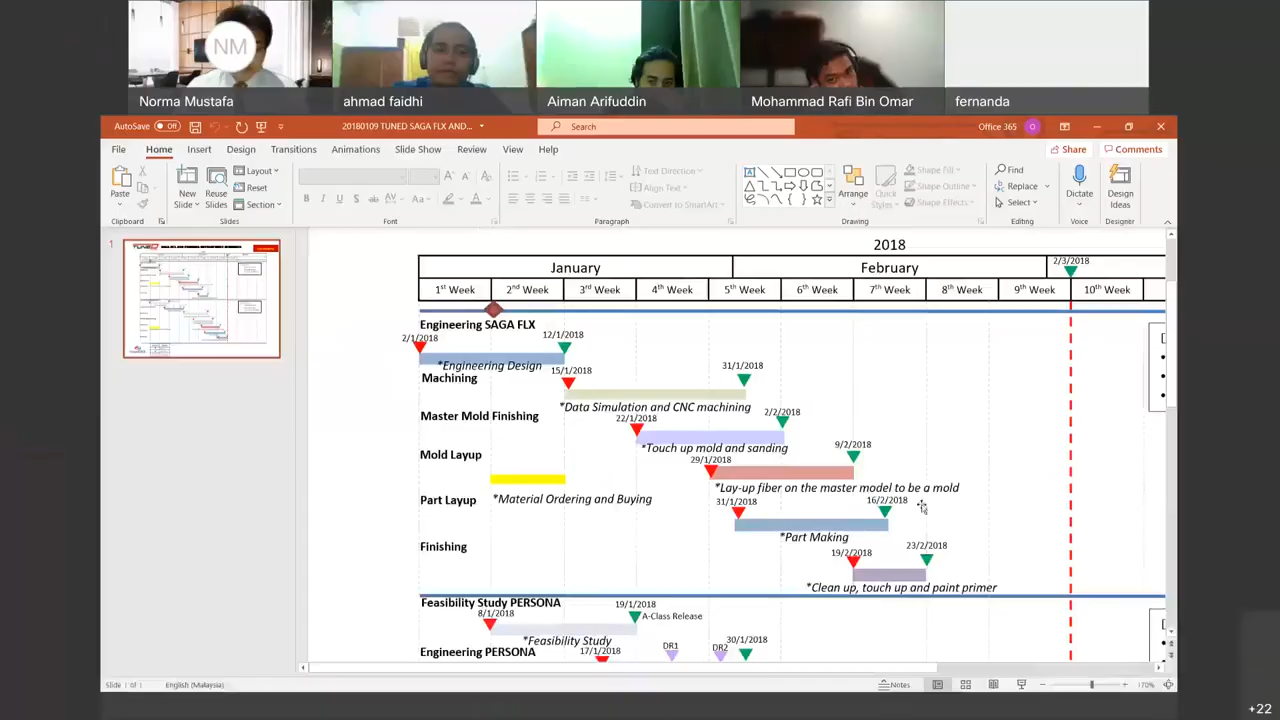 NM
Norma Mustafa
ahmad faidhi
Aiman Arifuddin
Mohammad Rafi Bin Omar
fernanda
AutoSave Off
20180109 TUNED SAGA FLX AND...
Search
Office 365
File Home Insert Design Transitions Animations Slide Show Review View Help
Share Comments
Paste
New Slide
Reuse Slides
Layout
Reset
Section
B I U S ab AV Aa A
Text Direction
Align Text
Convert to SmartArt
Arrange
Quick Styles
Shape Fill
Shape Outline
Shape Effects
Find
Replace
Select
Dictate
Design Ideas
Clipboard Slides Font Paragraph Drawing Editing Voice Designer
1
2018
January February 2/3/2018
1st Week 2nd Week 3rd Week 4th Week 5th Week 6th Week 7th Week 8th Week 9th Week 10th Week
Engineering SAGA FLX
2/1/2018 12/1/2018
*Engineering Design
Machining
15/1/2018 31/1/2018
*Data Simulation and CNC machining
Master Mold Finishing
22/1/2018 2/2/2018
*Touch up mold and sanding
Mold Layup
29/1/2018 9/2/2018
*Lay-up fiber on the master model to be a mold
*Material Ordering and Buying
Part Layup
31/1/2018 16/2/2018
*Part Making
Finishing
19/2/2018 23/2/2018
*Clean up, touch up and paint primer
Feasibility Study PERSONA
8/1/2018 19/1/2018
A-Class Release
*Feasibility Study
Engineering PERSONA
17/1/2018 DR1 DR2 30/1/2018
Slide 1 of 1 English (Malaysia)
Notes
170%
+22